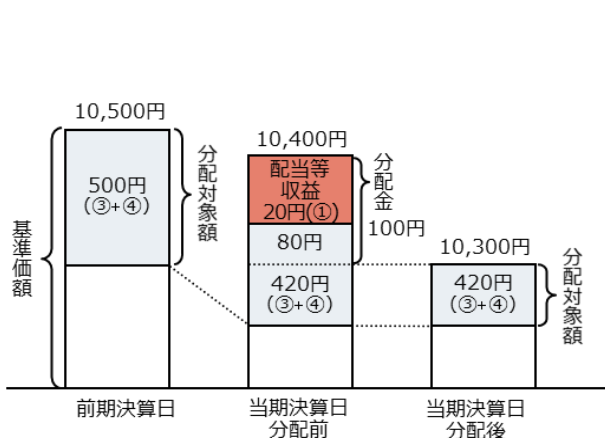 10,500円
500円
(③+④)
分配対象額
基準価額
前期決算日
10,400円
配当等
収益
20円(①)
80円
420円
(③+④)
分配金
100円
当期決算日
分配前
10,300円
420円
(③+④)
分配対象額
当期決算日
分配後